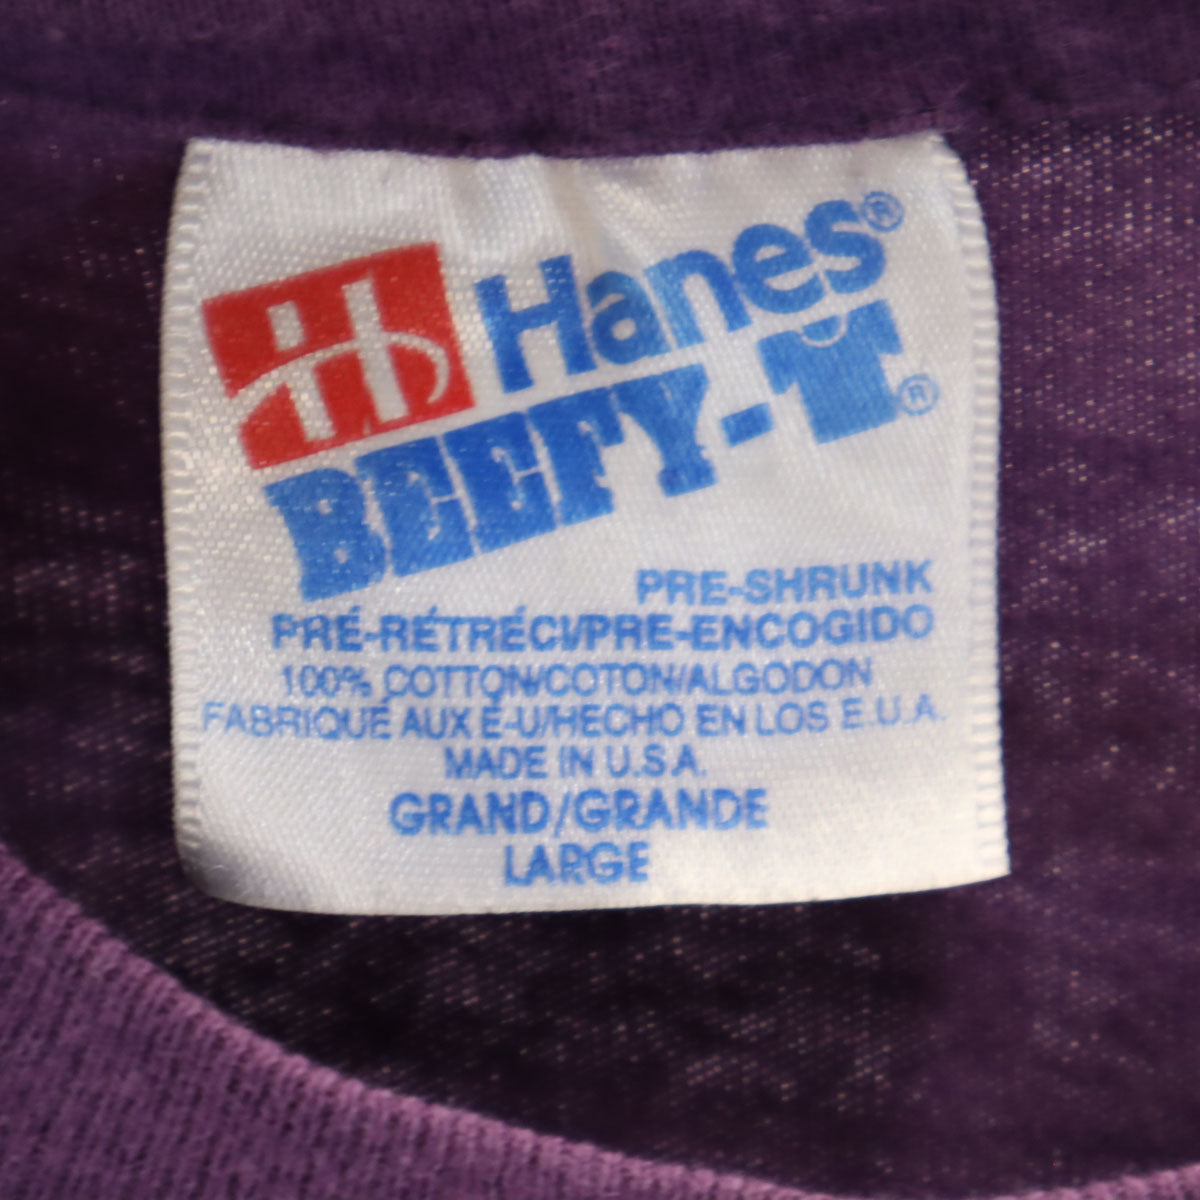 Hanes®
BEEFY-T®
PRE-SHRUNK
PRÉ-RÉTRÉCI/PRE-ENCOGIDO
100% COTTON/COTON/ALGODON
FABRIQUÉ AUX É-U/HECHO EN LOS E.U.A.
MADE IN U.S.A.
GRAND/GRANDE
LARGE